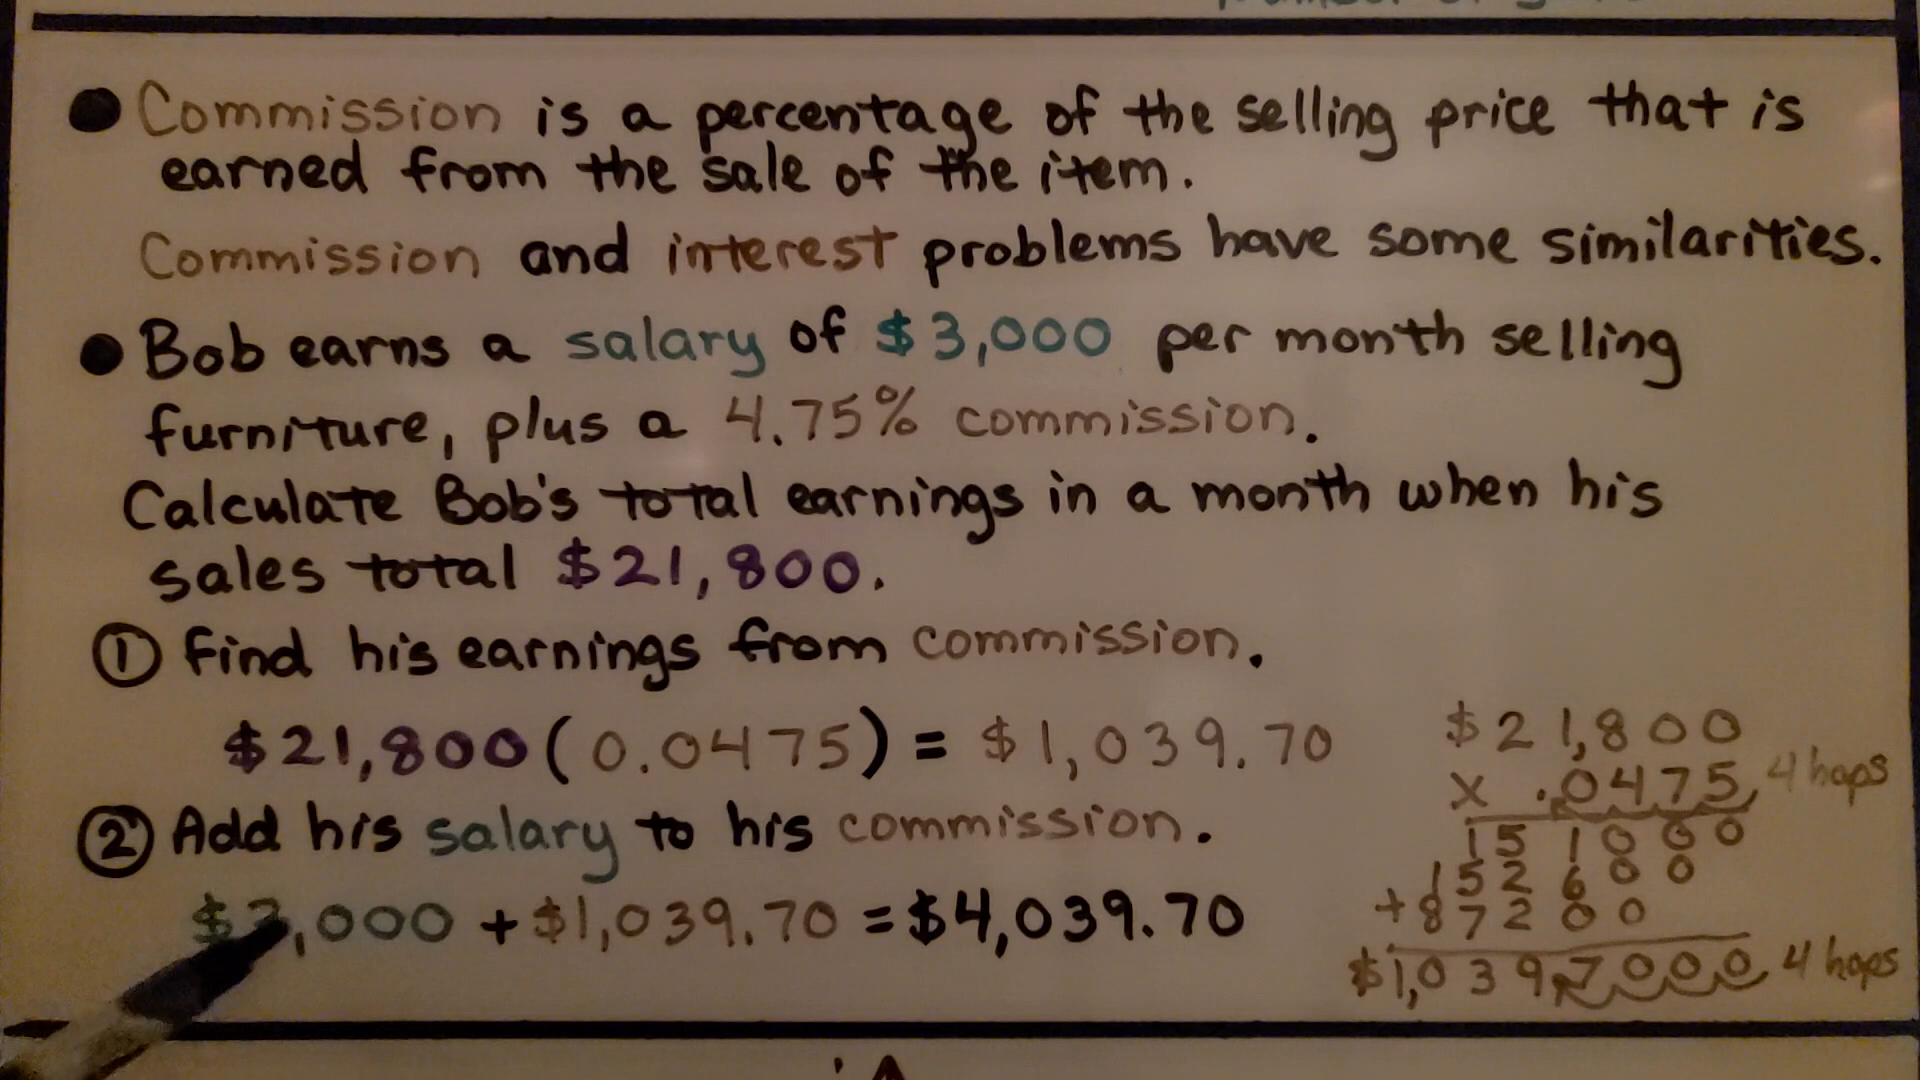 Commission is a percentage of the selling price that is
earned from the sale of the item.
Commission and interest problems have some similarities.
Bob earns a salary of $3,000 per month selling
furniture, plus a 4.75% commission.
Calculate Bob's total earnings in a month when his
sales total $21,800.
① Find his earnings from commission.
$21,800(0.0475) = $1,039.70
② Add his salary to his commission.
$3,000 + $1,039.70 = $4,039.70
$21,800
x .0475 4 hops
151000
152600
+87200
$1,0397000 4 hops